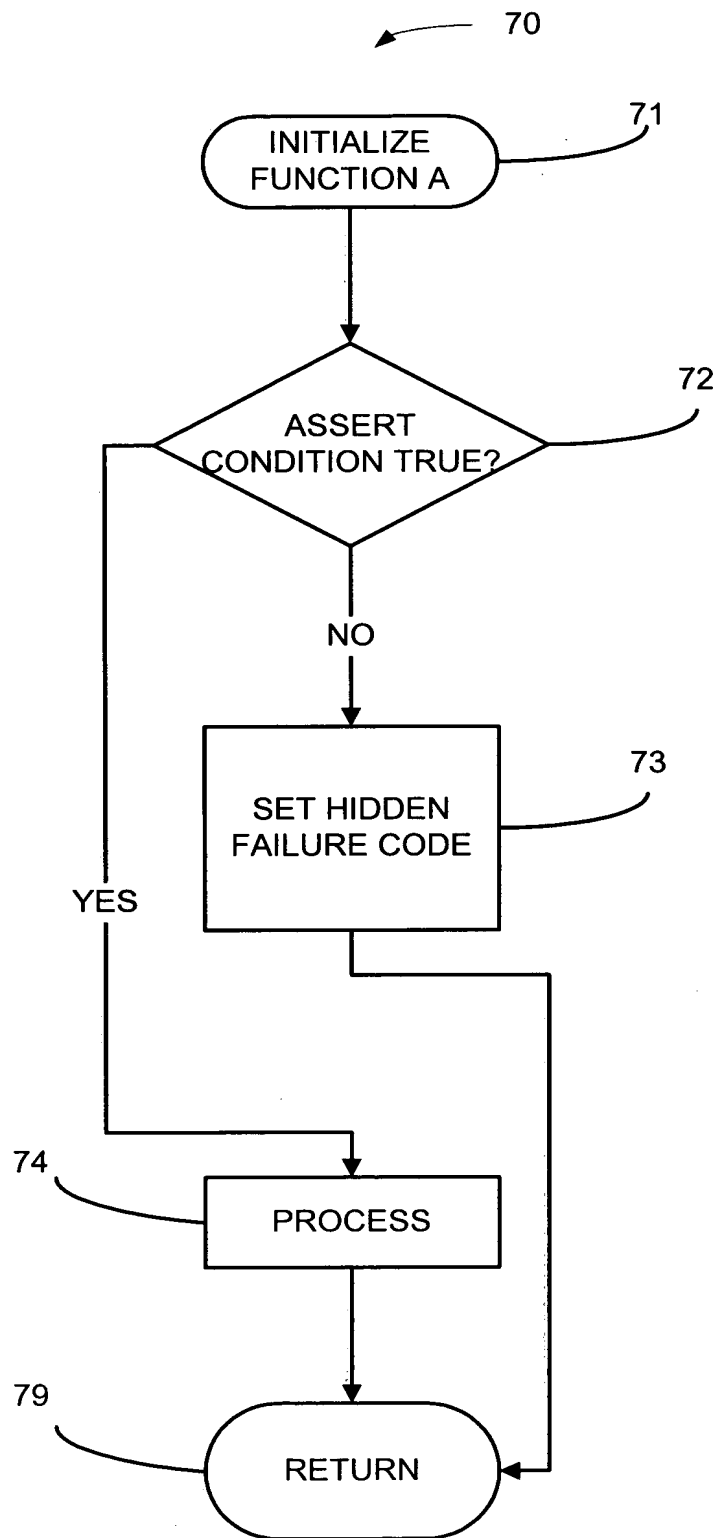 70
INITIALIZE
FUNCTION A
71
ASSERT
CONDITION TRUE?
72
NO
SET HIDDEN
FAILURE CODE
73
YES
74
PROCESS
79
RETURN